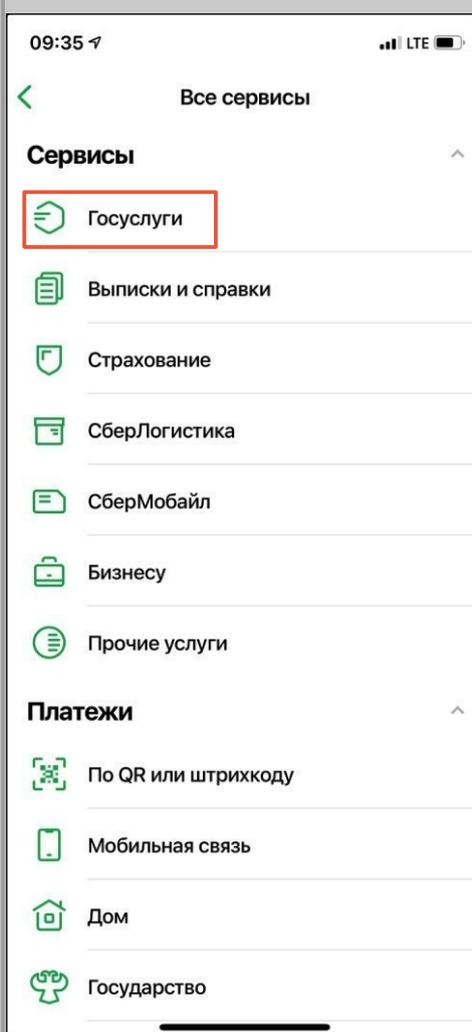 09:35
LTE
Все сервисы
Сервисы
Госуслуги
Выписки и справки
Страхование
СберЛогистика
СберМобайл
Бизнесу
Прочие услуги
Платежи
По QR или штрихкоду
Мобильная связь
Дом
Государство